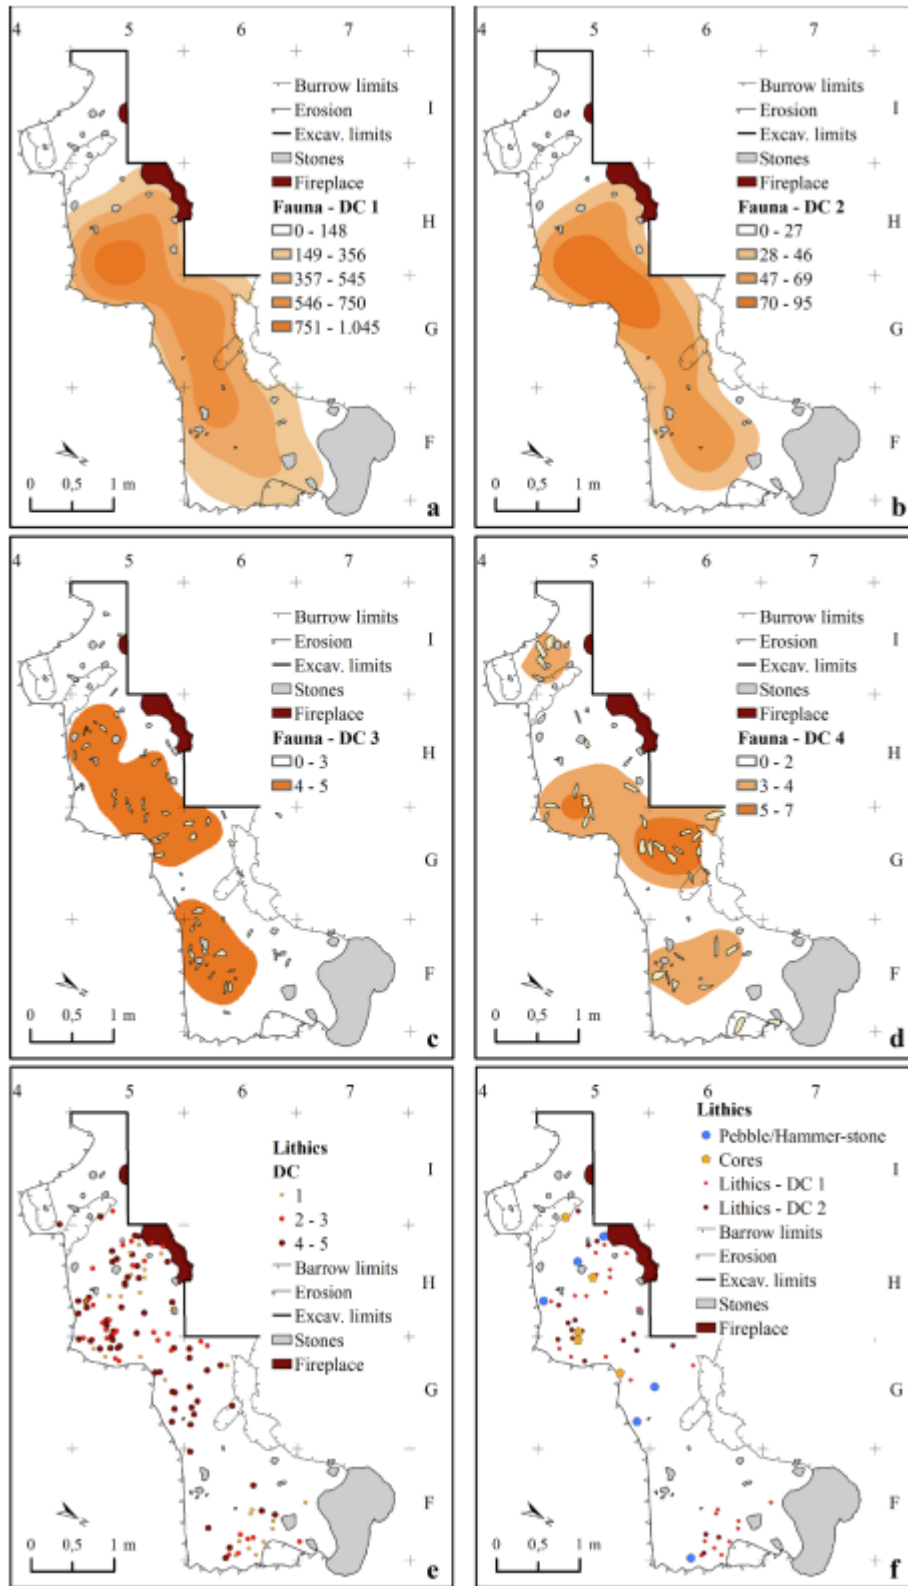 4 5 6 7
Burrow limits
Erosion
Excav. limits
Stones
Fireplace
Fauna - DC 1
0 - 148
149 - 356
357 - 545
546 - 750
751 - 1.045
I
H
G
F
N
0 0,5 1 m
a
4 5 6 7
Burrow limits
Erosion
Excav. limits
Stones
Fireplace
Fauna - DC 2
0 - 27
28 - 46
47 - 69
70 - 95
I
H
G
F
N
0 0,5 1 m
b
4 5 6 7
Burrow limits
Erosion
Excav. limits
Stones
Fireplace
Fauna - DC 3
0 - 3
4 - 5
I
H
G
F
N
0 0,5 1 m
c
4 5 6 7
Burrow limits
Erosion
Excav. limits
Stones
Fireplace
Fauna - DC 4
0 - 2
3 - 4
5 - 7
I
H
G
F
N
0 0,5 1 m
d
4 5 6 7
Lithics
DC
1
2 - 3
4 - 5
Barrow limits
Erosion
Excav. limits
Stones
Fireplace
I
H
G
F
N
0 0,5 1 m
e
4 5 6 7
Lithics
Pebble/Hammer-stone
Cores
Lithics - DC 1
Lithics - DC 2
Barrow limits
Erosion
Excav. limits
Stones
Fireplace
I
H
G
F
N
0 0,5 1 m
f